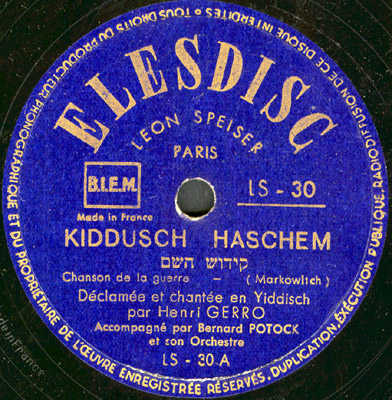 TOUS DROITS DU PRODUCTEUR PHONOGRAPHIQUE ET DU PROPRIÉTAIRE DE L'ŒUVRE ENREGISTRÉE RÉSERVÉS, DUPLICATION, EXÉCUTION PUBLIQUE RADIODIFFUSION DE CE DISQUE INTERDITES •
ELESDISC
LEON SPEISER
PARIS
B.I.E.M. LS - 30
Made in France
KIDDUSCH HASCHEM
קידוש השם
Chanson de la guerre – (Markowitch)
Déclamée et chantée en Yiddisch
par Henri GERRO
Accompagné par Bernard POTOCK
et son Orchestre
LS - 30 A